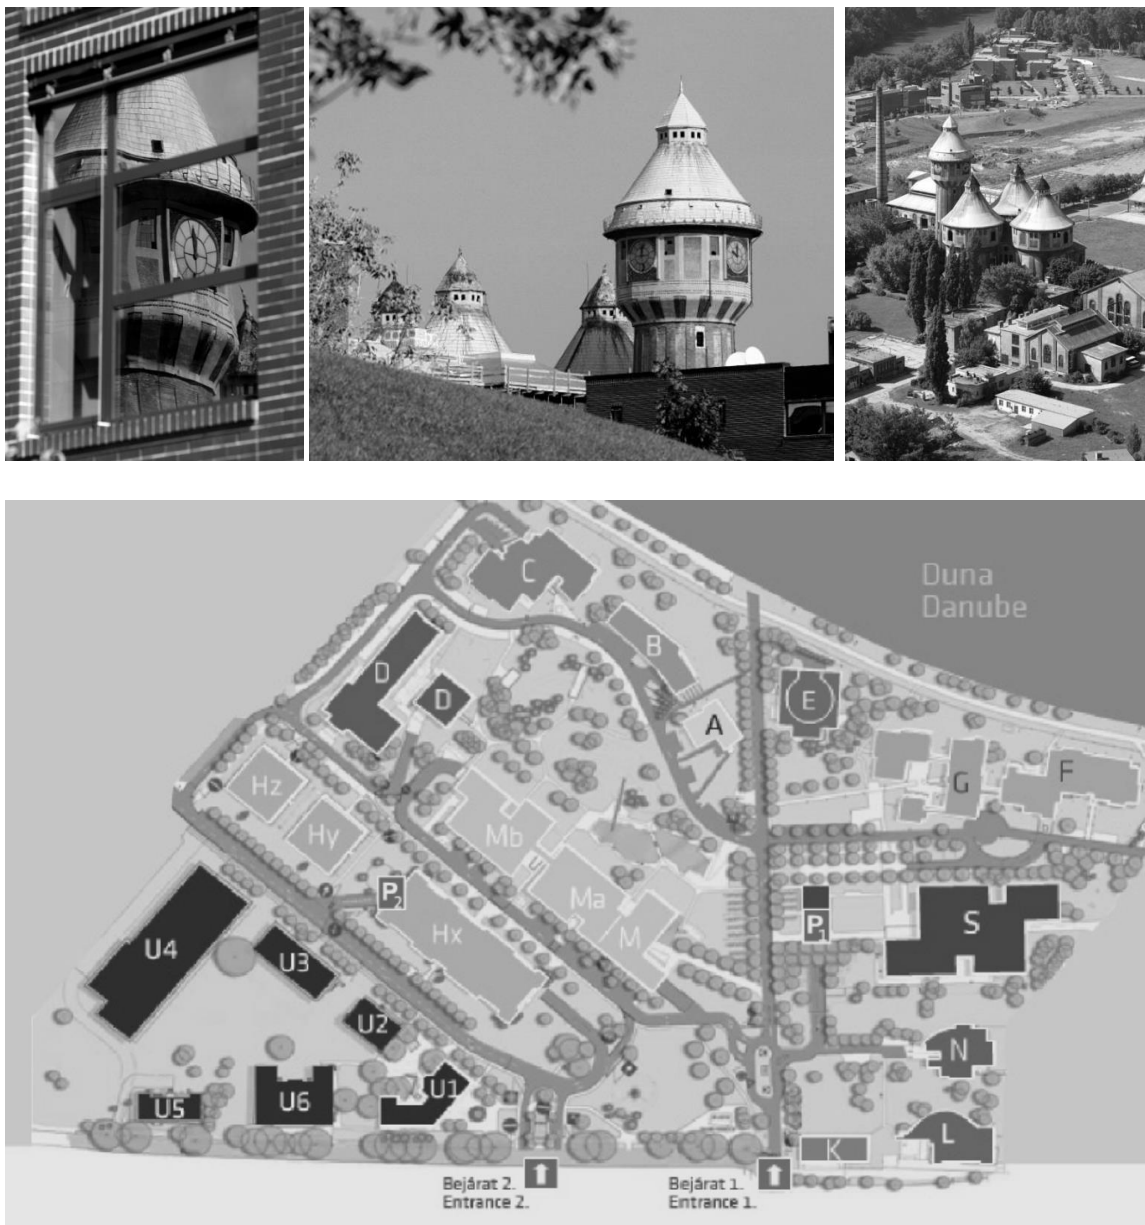 Duna
Danube
C
B
D
D
E
A
G
F
Hz
Hy
Mb
Ma
M
P2
Hx
P1
S
U4
U3
U2
N
U1
U6
U5
L
K
Bejárat 2.
Entrance 2.
Bejárat 1.
Entrance 1.